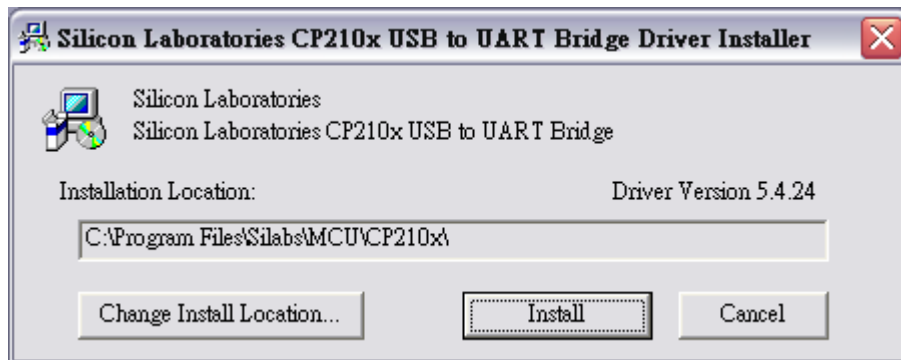 Silicon Laboratories CP210x USB to UART Bridge Driver Installer
Silicon Laboratories
Silicon Laboratories CP210x USB to UART Bridge
Installation Location: Driver Version 5.4.24
C:\Program Files\Silabs\MCU\CP210x\
Change Install Location... Install Cancel